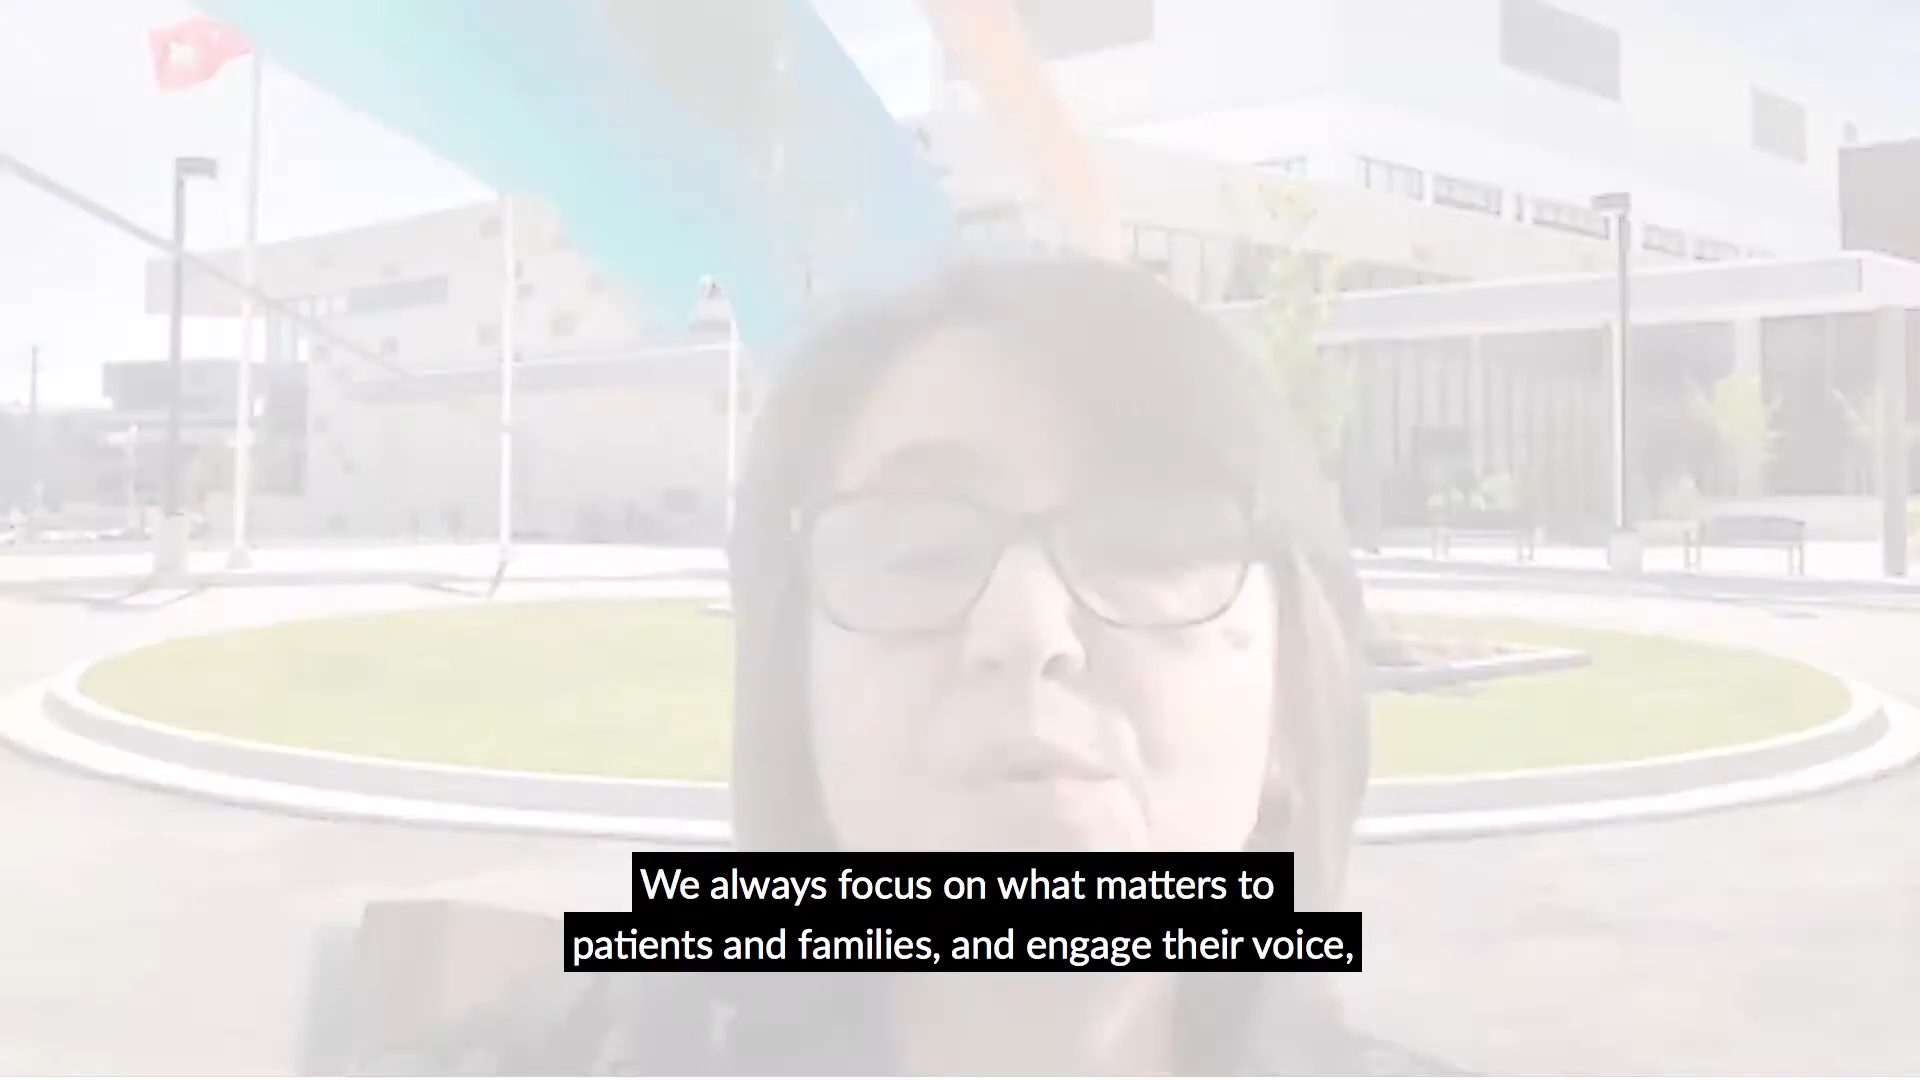 We always focus on what matters to
patients and families, and engage their voice,